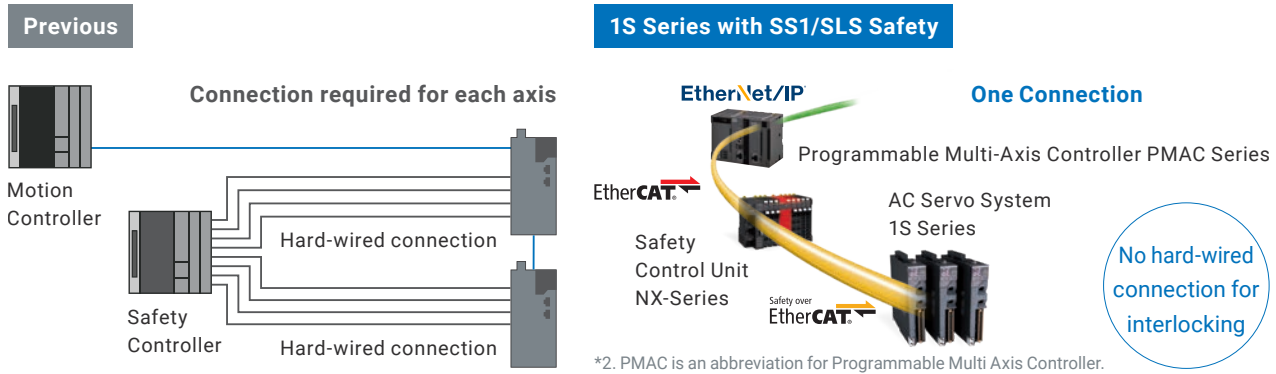 Previous
Connection required for each axis
Motion
Controller
Hard-wired connection
Safety
Controller
Hard-wired connection
1S Series with SS1/SLS Safety
EtherNet/IP
One Connection
Programmable Multi-Axis Controller PMAC Series
EtherCAT®
Safety
Control Unit
NX-Series
AC Servo System
1S Series
Safety over
EtherCAT®
No hard-wired
connection for
interlocking
*2. PMAC is an abbreviation for Programmable Multi Axis Controller.